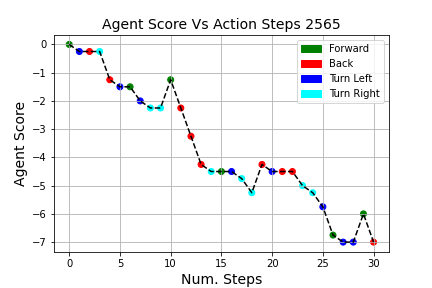 Agent Score Vs Action Steps 2565
Forward
Back
Turn Left
Turn Right
Agent Score
0
−1
−2
−3
−4
−5
−6
−7
0 5 10 15 20 25 30
Num. Steps